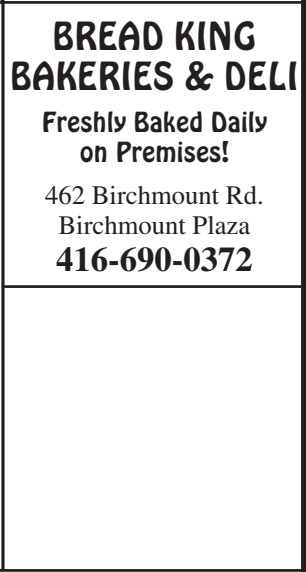 BREAD KING
BAKERIES & DELI
Freshly Baked Daily
on Premises!
462 Birchmount Rd.
Birchmount Plaza
416-690-0372